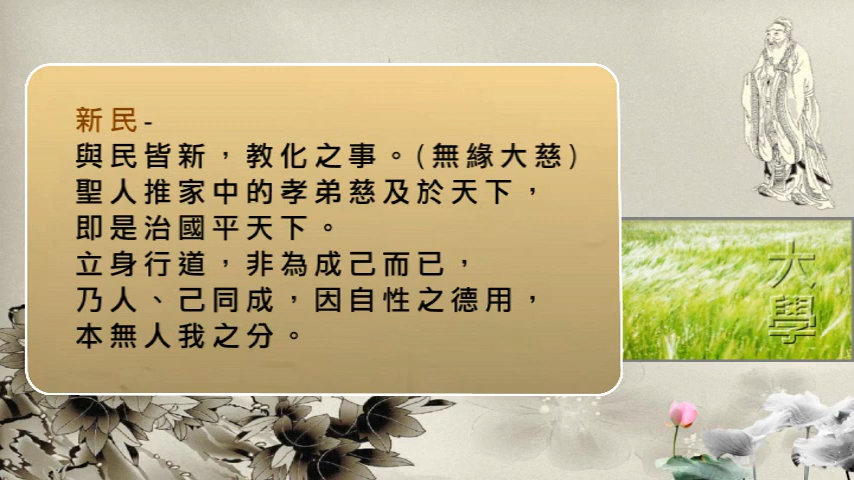 新民-
與民皆新，教化之事。(無緣大慈)
聖人推家中的孝弟慈及於天下，
即是治國平天下。
立身行道，非為成己而已，
乃人、己同成，因自性之德用，
本無人我之分。
大學